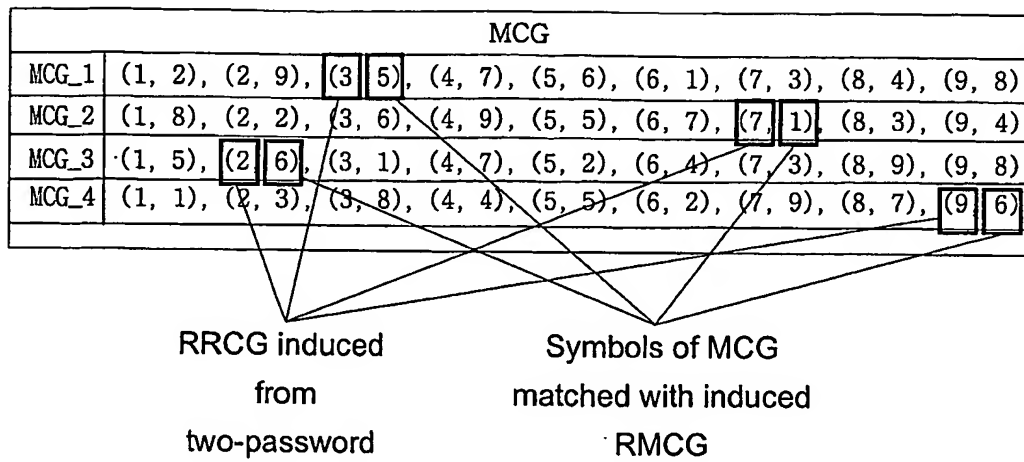 MCG
MCG_1 (1, 2), (2, 9), (3 5), (4, 7), (5, 6), (6, 1), (7, 3), (8, 4), (9, 8)
MCG_2 (1, 8), (2, 2), (3, 6), (4, 9), (5, 5), (6, 7), (7, 1), (8, 3), (9, 4)
MCG_3 (1, 5), (2 6), (3, 1), (4, 7), (5, 2), (6, 4), (7, 3), (8, 9), (9, 8)
MCG_4 (1, 1), (2, 3), (3, 8), (4, 4), (5, 5), (6, 2), (7, 9), (8, 7), (9 6)
RRCG induced Symbols of MCG
from matched with induced
two-password RMCG